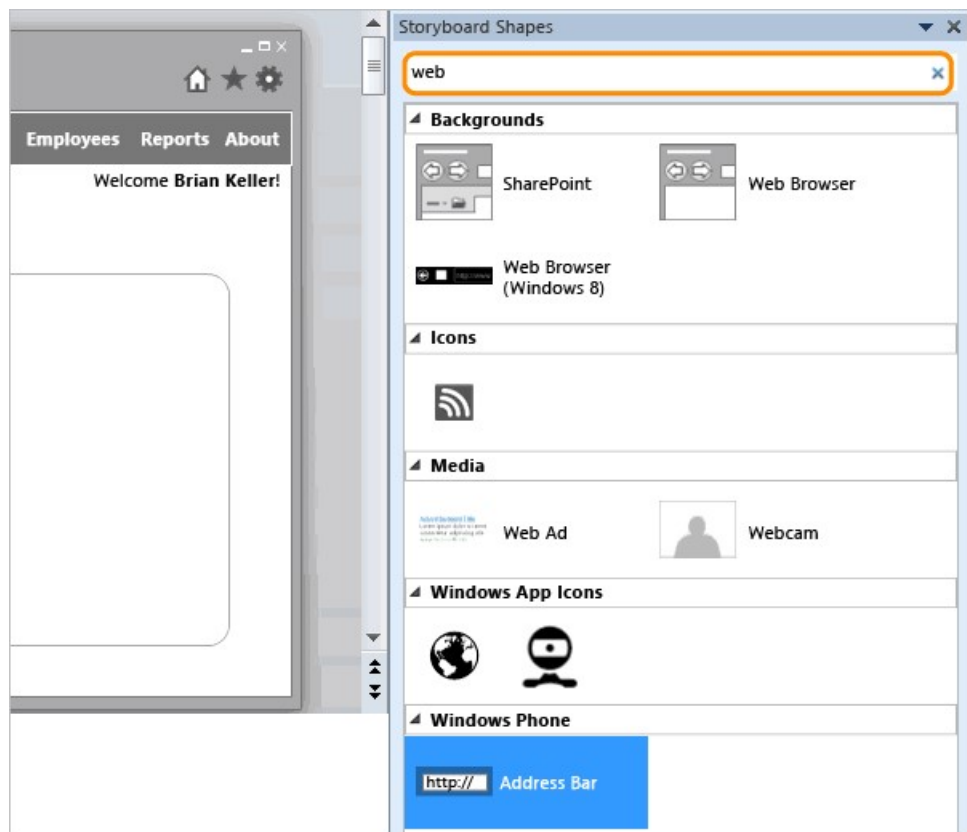 Storyboard Shapes
web
Employees Reports About
Welcome Brian Keller!
Backgrounds
SharePoint
Web Browser
Web Browser
(Windows 8)
Icons
Media
Web Ad
Webcam
Windows App Icons
Windows Phone
http://
Address Bar